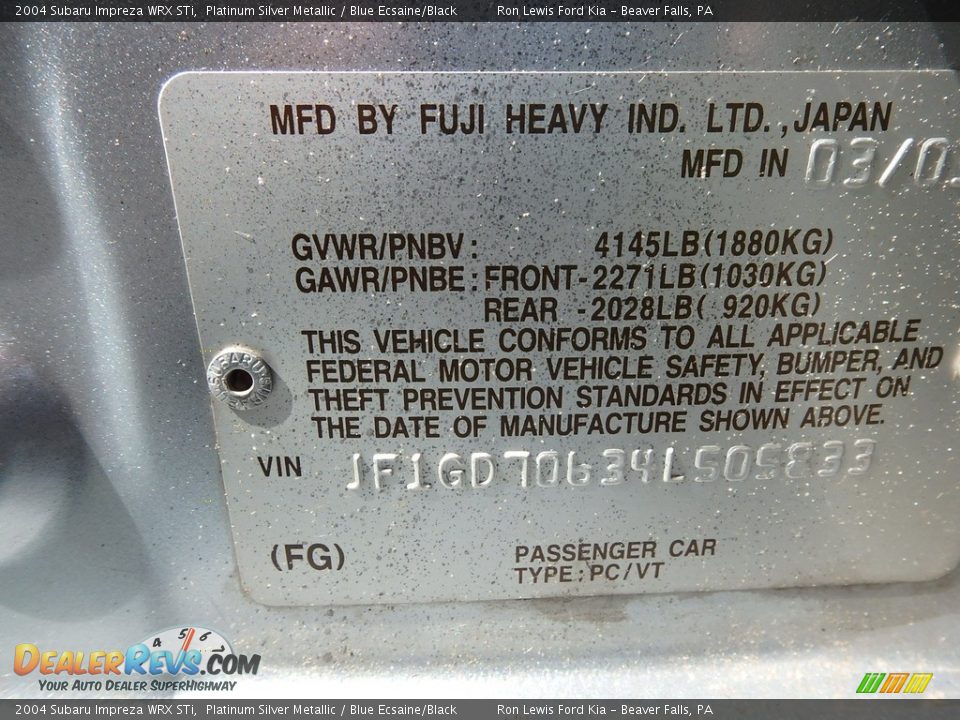 2004 Subaru Impreza WRX STi,  Platinum Silver Metallic / Blue Ecsaine/Black     Ron Lewis Ford Kia – Beaver Falls, PA
MFD BY FUJI HEAVY IND. LTD., JAPAN
MFD IN 03/0
GVWR/PNBV: 4145LB(1880KG)
GAWR/PNBE: FRONT-2271LB(1030KG)
REAR -2028LB( 920KG)
THIS VEHICLE CONFORMS TO ALL APPLICABLE
FEDERAL MOTOR VEHICLE SAFETY, BUMPER, AND
THEFT PREVENTION STANDARDS IN EFFECT ON
THE DATE OF MANUFACTURE SHOWN ABOVE.
VIN
(FG)
PASSENGER CAR
TYPE:PC/VT
4 5 6
DEALERREVS.COM
YOUR AUTO DEALER SUPERHIGHWAY
2004 Subaru Impreza WRX STi,  Platinum Silver Metallic / Blue Ecsaine/Black     Ron Lewis Ford Kia – Beaver Falls, PA